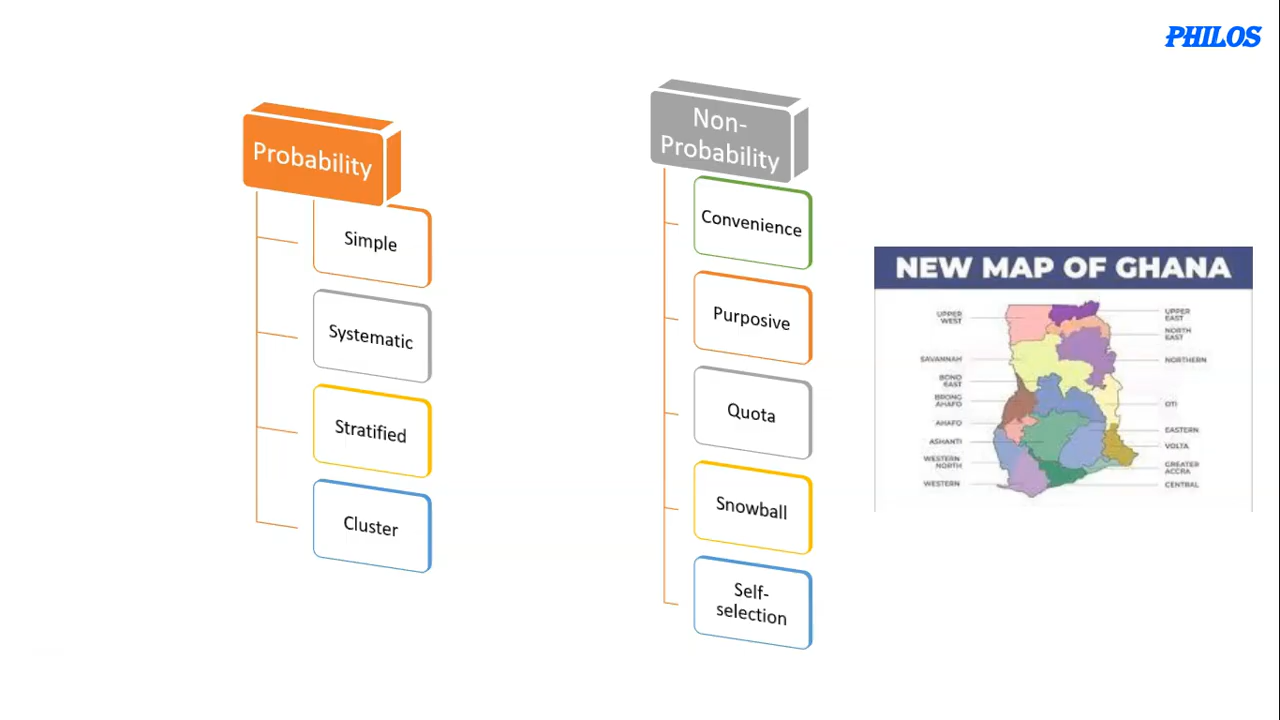 PHILOS
Probability
Simple
Systematic
Stratified
Cluster
Non-
Probability
Convenience
Purposive
Quota
Snowball
Self-
selection
NEW MAP OF GHANA
UPPER
WEST
SAVANNAH
BONO
EAST
BRONG
AHAFO
AHAFO
ASHANTI
WESTERN
NORTH
WESTERN
UPPER
EAST
NORTH
EAST
NORTHERN
OTI
EASTERN
VOLTA
GREATER
ACCRA
CENTRAL